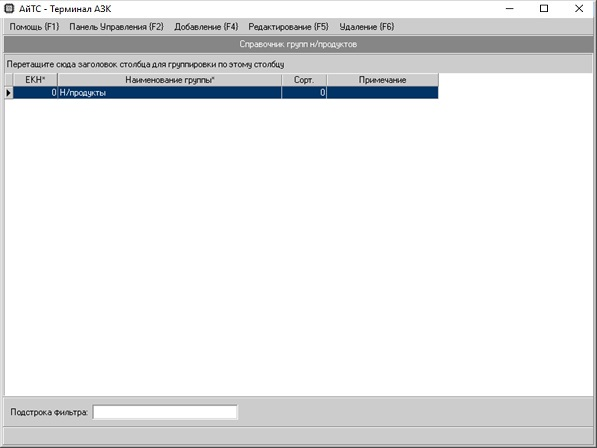 АйТС - Терминал АЗК
Помощь (F1) Панель Управления (F2) Добавление (F4) Редактирование (F5) Удаление (F6)
Справочник групп н/продуктов
Перетащите сюда заголовок столбца для группировки по этому столбцу
ЕКН* Наименование группы* Сорт. Примечание
0 Н/продукты 0
Подстрока фильтра: